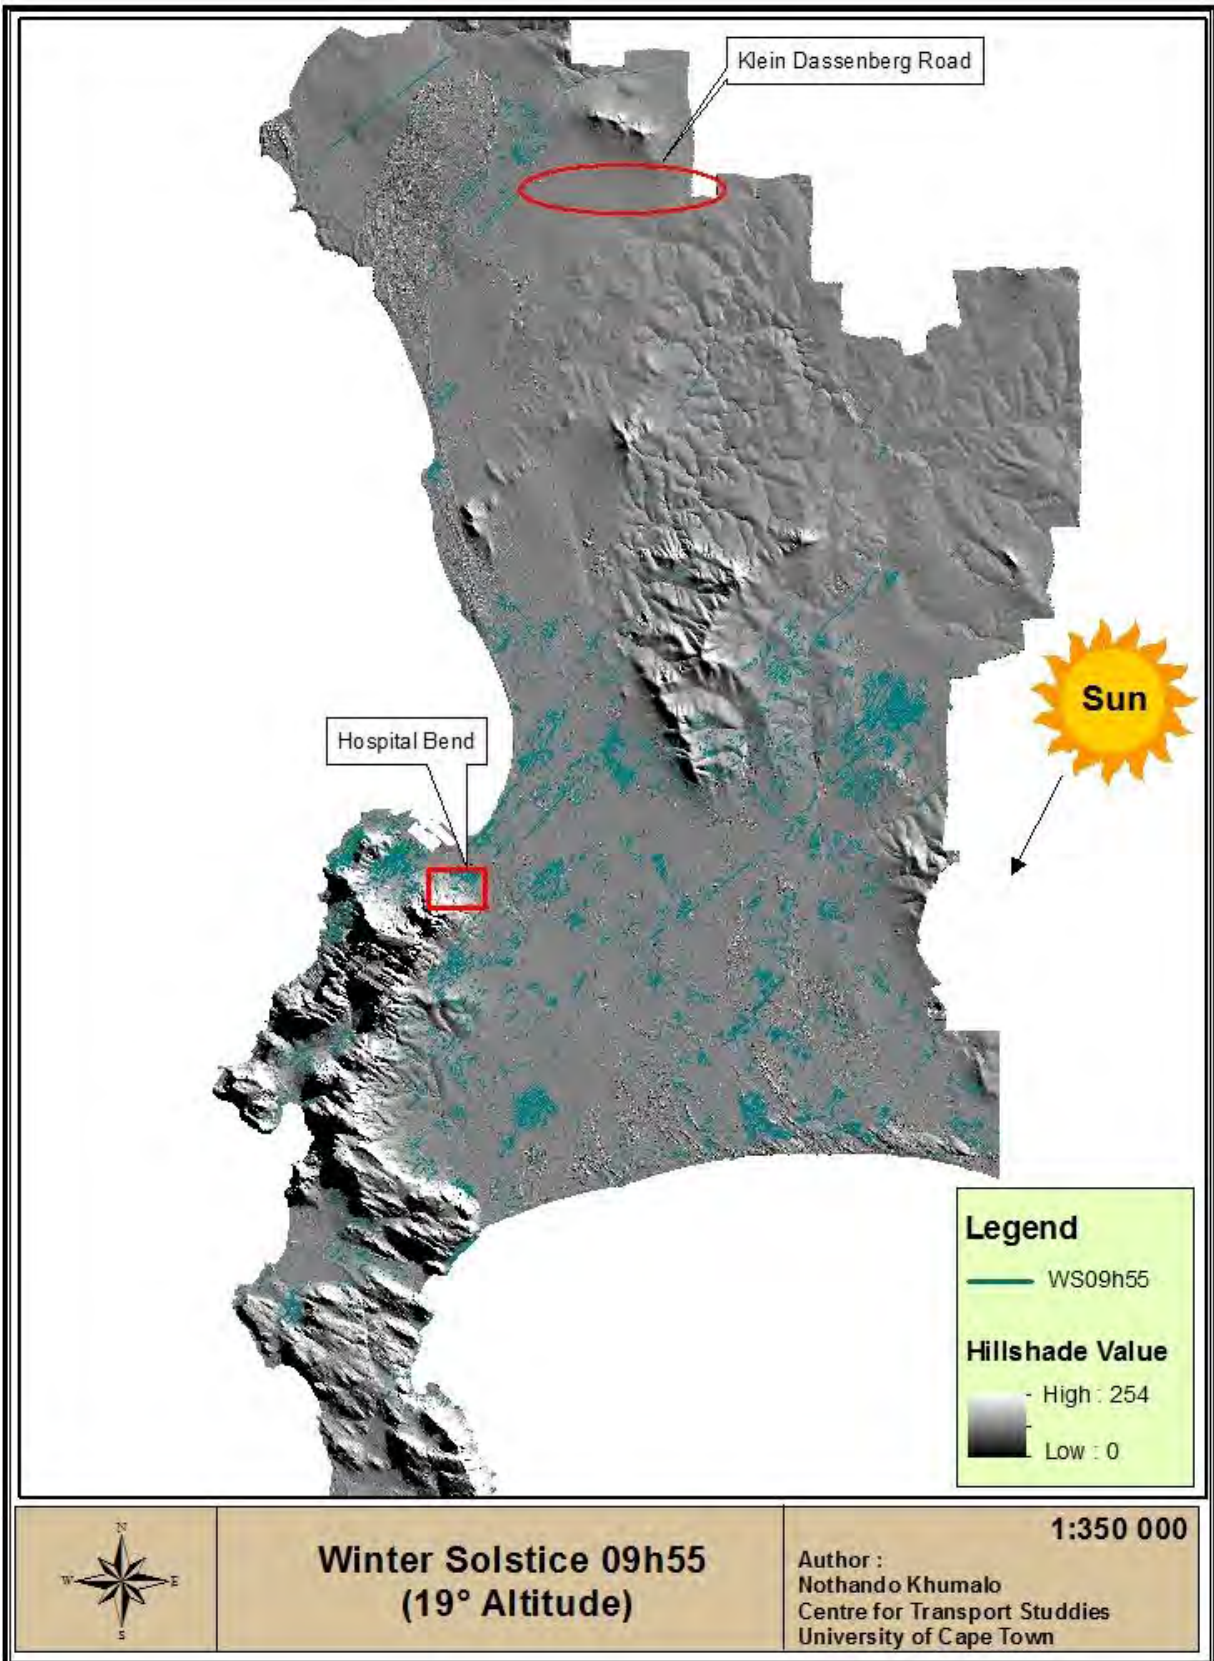 Klein Dassenberg Road
Sun
Hospital Bend
Legend
WS09h55
Hillshade Value
High : 254
Low : 0
N
W E
S
Winter Solstice 09h55
(19° Altitude)
1:350 000
Author :
Nothando Khumalo
Centre for Transport Studdies
University of Cape Town